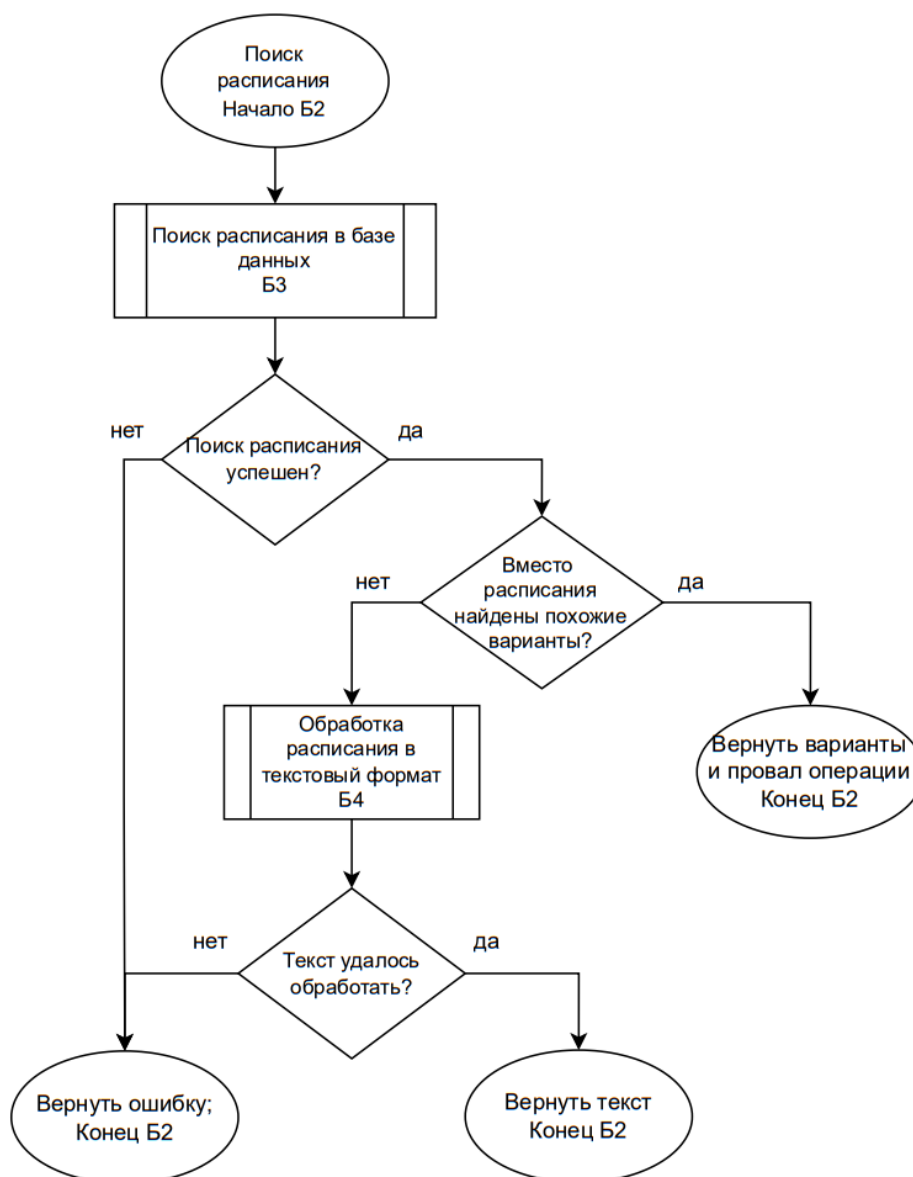 Поиск
расписания
Начало Б2
Поиск расписания в базе
данных
Б3
нет
да
Поиск расписания
успешен?
Вместо
расписания
найдены похожие
варианты?
нет
да
Обработка
расписания в
текстовый формат
Б4
Вернуть варианты
и провал операции
Конец Б2
нет
да
Текст удалось
обработать?
Вернуть ошибку;
Конец Б2
Вернуть текст
Конец Б2